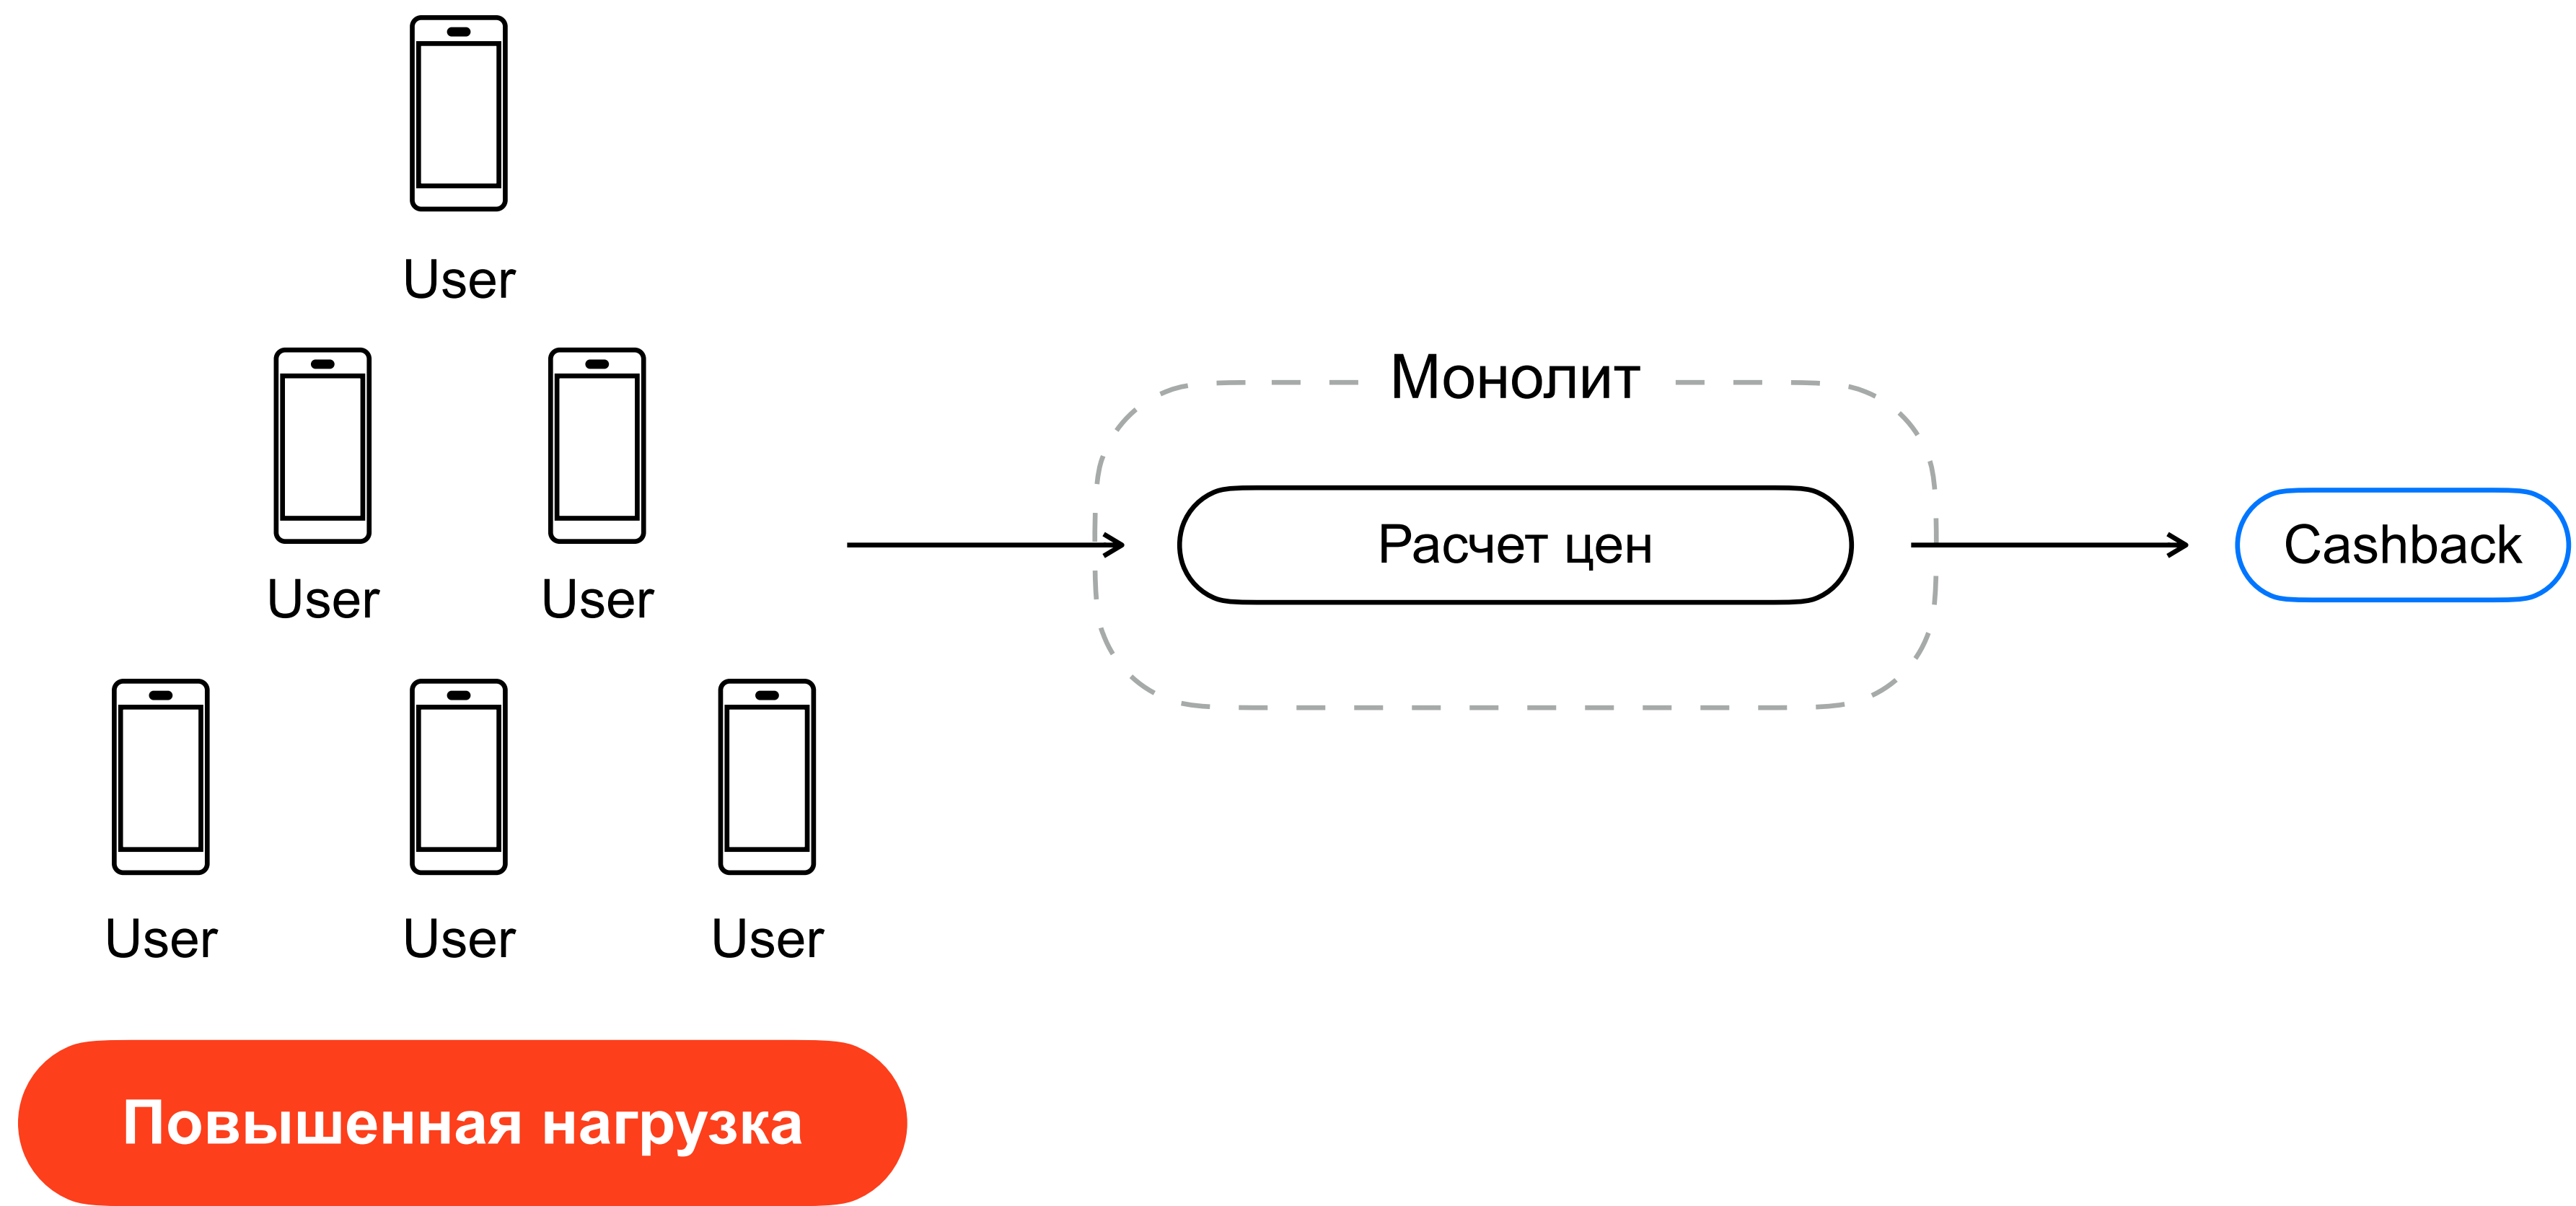 User
User
User
User
User
User
Повышенная нагрузка
Монолит
Расчет цен
Cashback